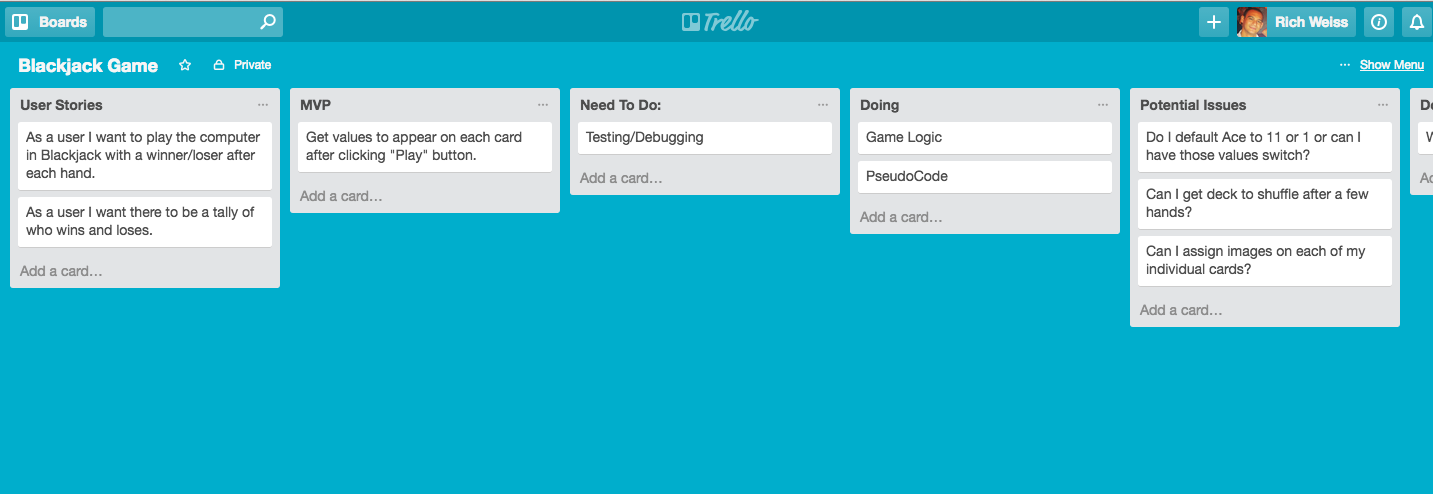 Boards
Trello
Rich Weiss
Blackjack Game
Private
... Show Menu
User Stories ...
As a user I want to play the computer
in Blackjack with a winner/loser after
each hand.
As a user I want there to be a tally of
who wins and loses.
Add a card...
MVP ...
Get values to appear on each card
after clicking "Play" button.
Add a card...
Need To Do: ...
Testing/Debugging
Add a card...
Doing ...
Game Logic
PseudoCode
Add a card...
Potential Issues ...
Do I default Ace to 11 or 1 or can I
have those values switch?
Can I get deck to shuffle after a few
hands?
Can I assign images on each of my
individual cards?
Add a card...